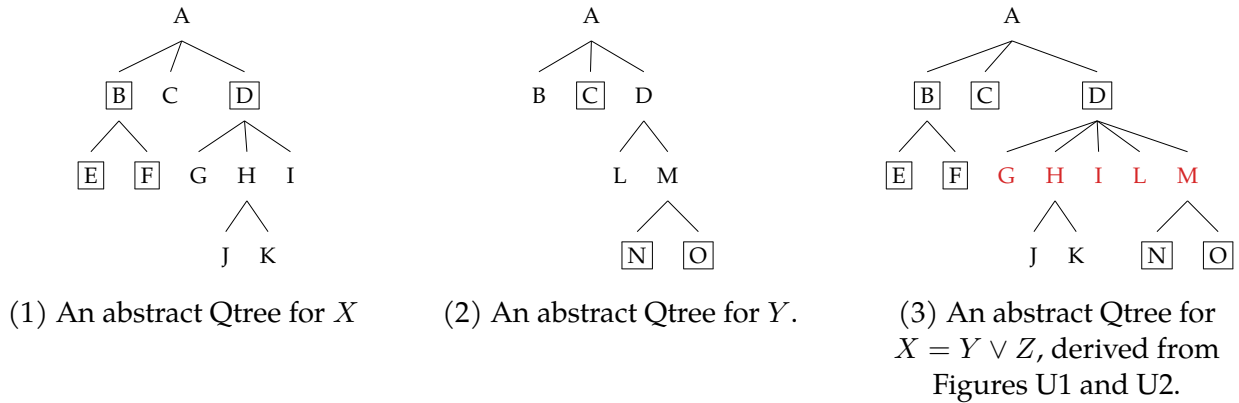 A A A
B C D B C D B C D
E F G H I L M E F G H I L M
J K N O J K N O
(1) An abstract Qtree for X
(2) An abstract Qtree for Y.
(3) An abstract Qtree for
X = Y ∨ Z, derived from
Figures U1 and U2.